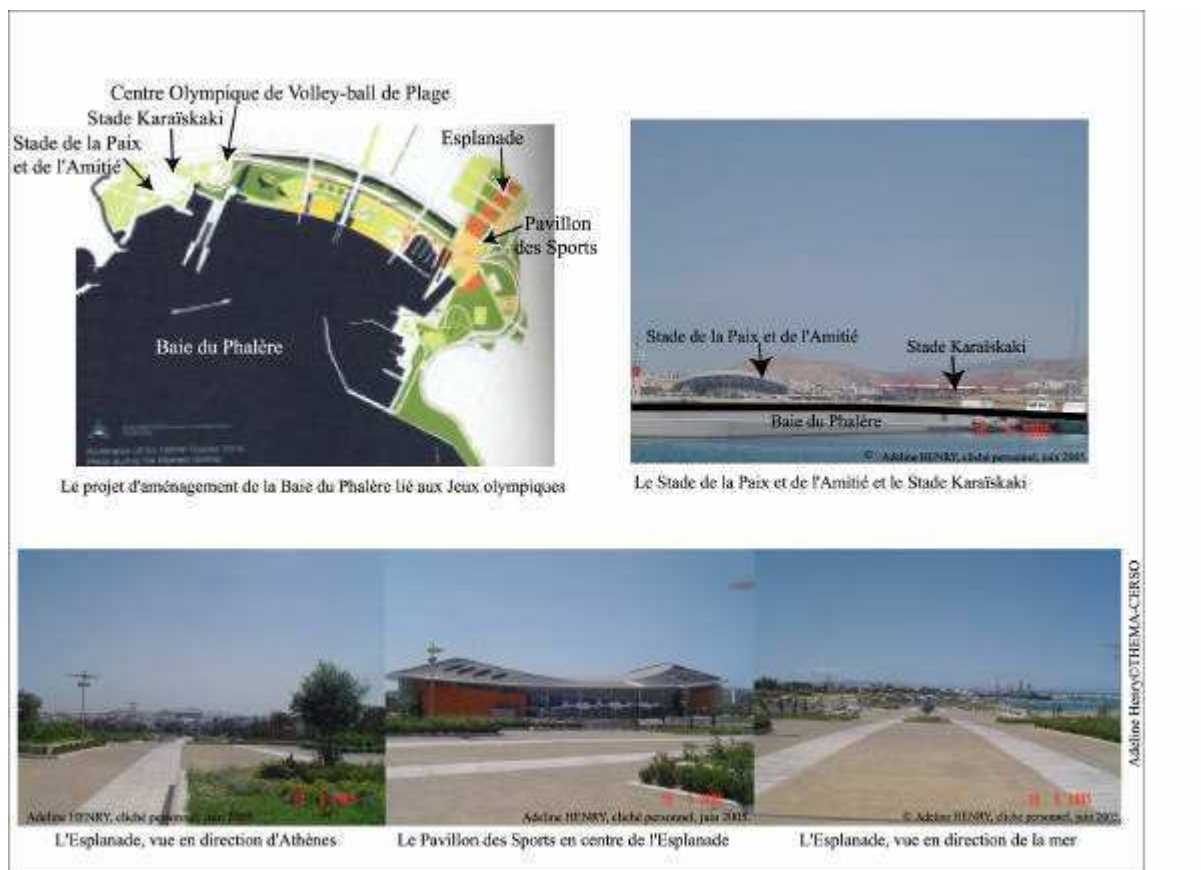 Centre Olympique de Volley-ball de Plage
Stade Karaïskaki
Stade de la Paix
et de l'Amitié
Esplanade
Pavillon
des Sports
Baie du Phalère
Le projet d'aménagement de la Baie du Phalère lié aux Jeux olympiques
Stade de la Paix et de l'Amitié
Stade Karaïskaki
Baie du Phalère
© Adeline HENRY, cliché personnel, juin 2005
Le Stade de la Paix et de l'Amitié et le Stade Karaïskaki
Adeline HENRY, cliché personnel, juin 2005
L'Esplanade, vue en direction d'Athènes
Adeline HENRY, cliché personnel, juin 2005
Le Pavillon des Sports en centre de l'Esplanade
© Adeline HENRY, cliché personnel, juin 2005
L'Esplanade, vue en direction de la mer
Adeline Henry©THEMA-CERSO